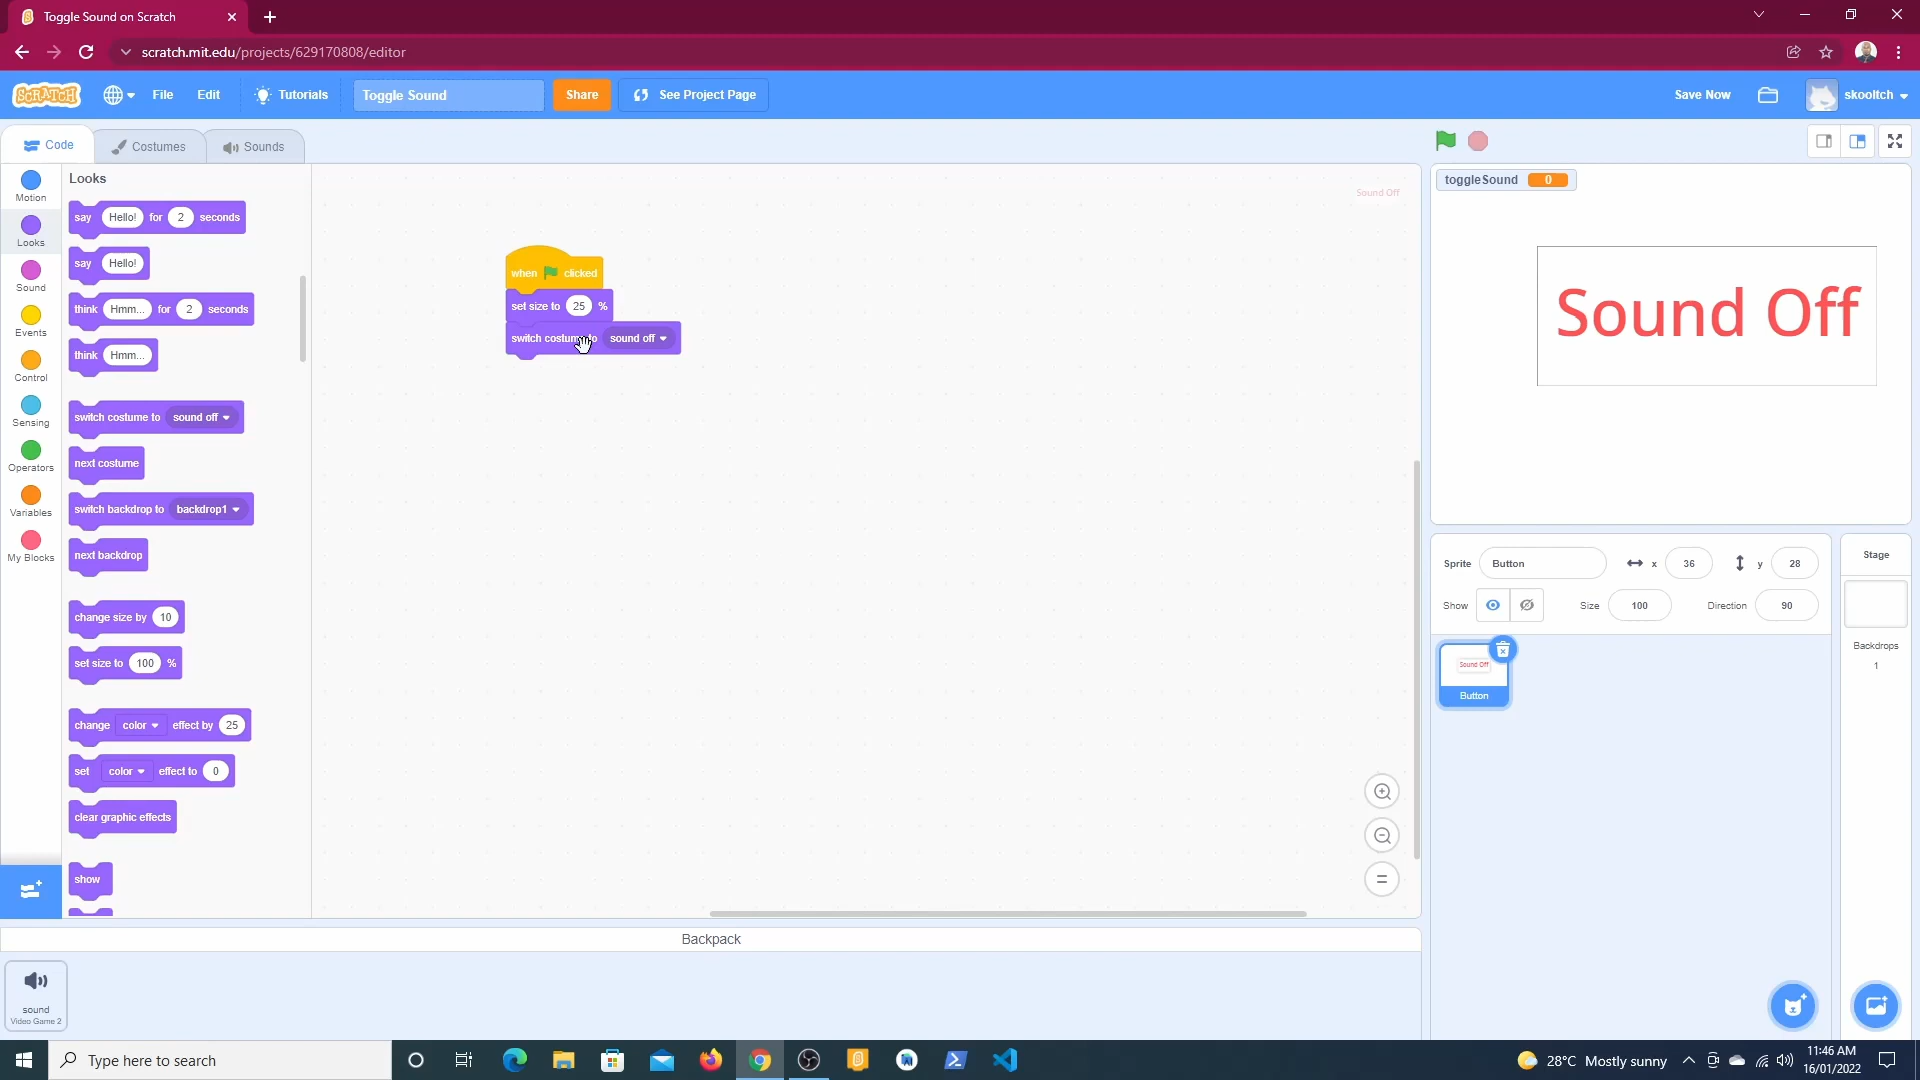 Toggle Sound on Scratch
scratch.mit.edu/projects/629170808/editor
SCRATCH File Edit Tutorials Toggle Sound Share See Project Page Save Now skooltch
Code Costumes Sounds
Motion
Looks
Sound
Events
Control
Sensing
Operators
Variables
My Blocks
Looks
say Hello! for 2 seconds
say Hello!
think Hmm... for 2 seconds
think Hmm...
switch costume to sound off
next costume
switch backdrop to backdrop1
next backdrop
change size by 10
set size to 100 %
change color effect by 25
set color effect to 0
clear graphic effects
show
Sound Off
when clicked
set size to 25 %
switch costume to sound off
toggleSound 0
Sound Off
Sprite Button x 36 y 28
Show Size 100 Direction 90
Sound Off
Button
Stage
Backdrops
1
Backpack
sound
Video Game 2
Type here to search
28°C Mostly sunny
11:46 AM
16/01/2022